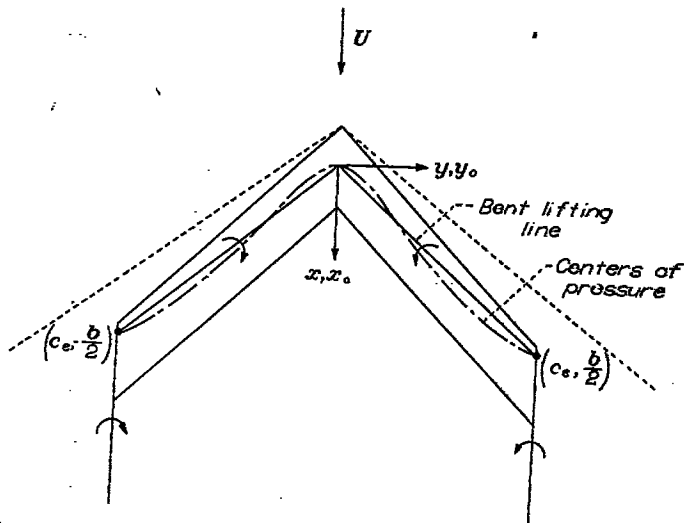 U
y, y₀
Bent lifting
line
x, x₀
Centers of
pressure
(cₑ, -b/2)
(cₑ, b/2)